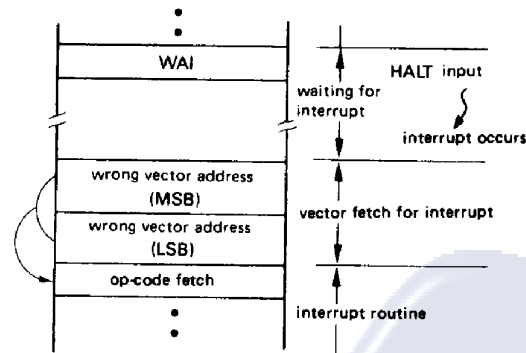 WAI
waiting for
interrupt
HALT input
interrupt occurs
wrong vector address
(MSB)
wrong vector address
(LSB)
vector fetch for interrupt
op-code fetch
interrupt routine